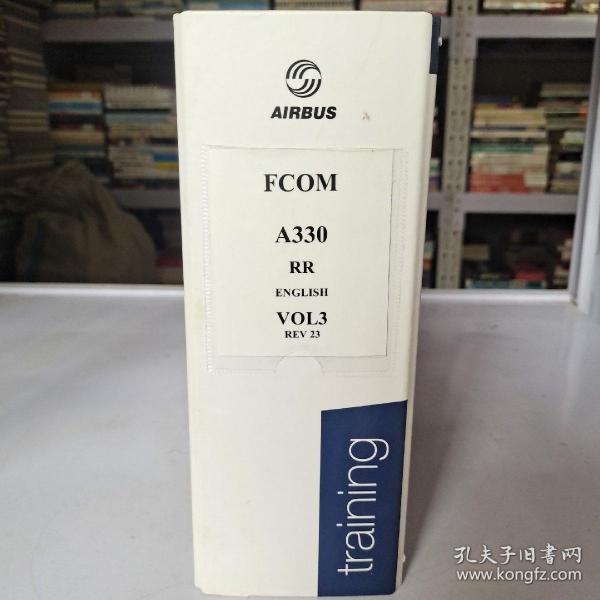 AIRBUS
FCOM
A330
RR
ENGLISH
VOL3
REV 23
training
孔夫子旧书网
www.kongfz.com